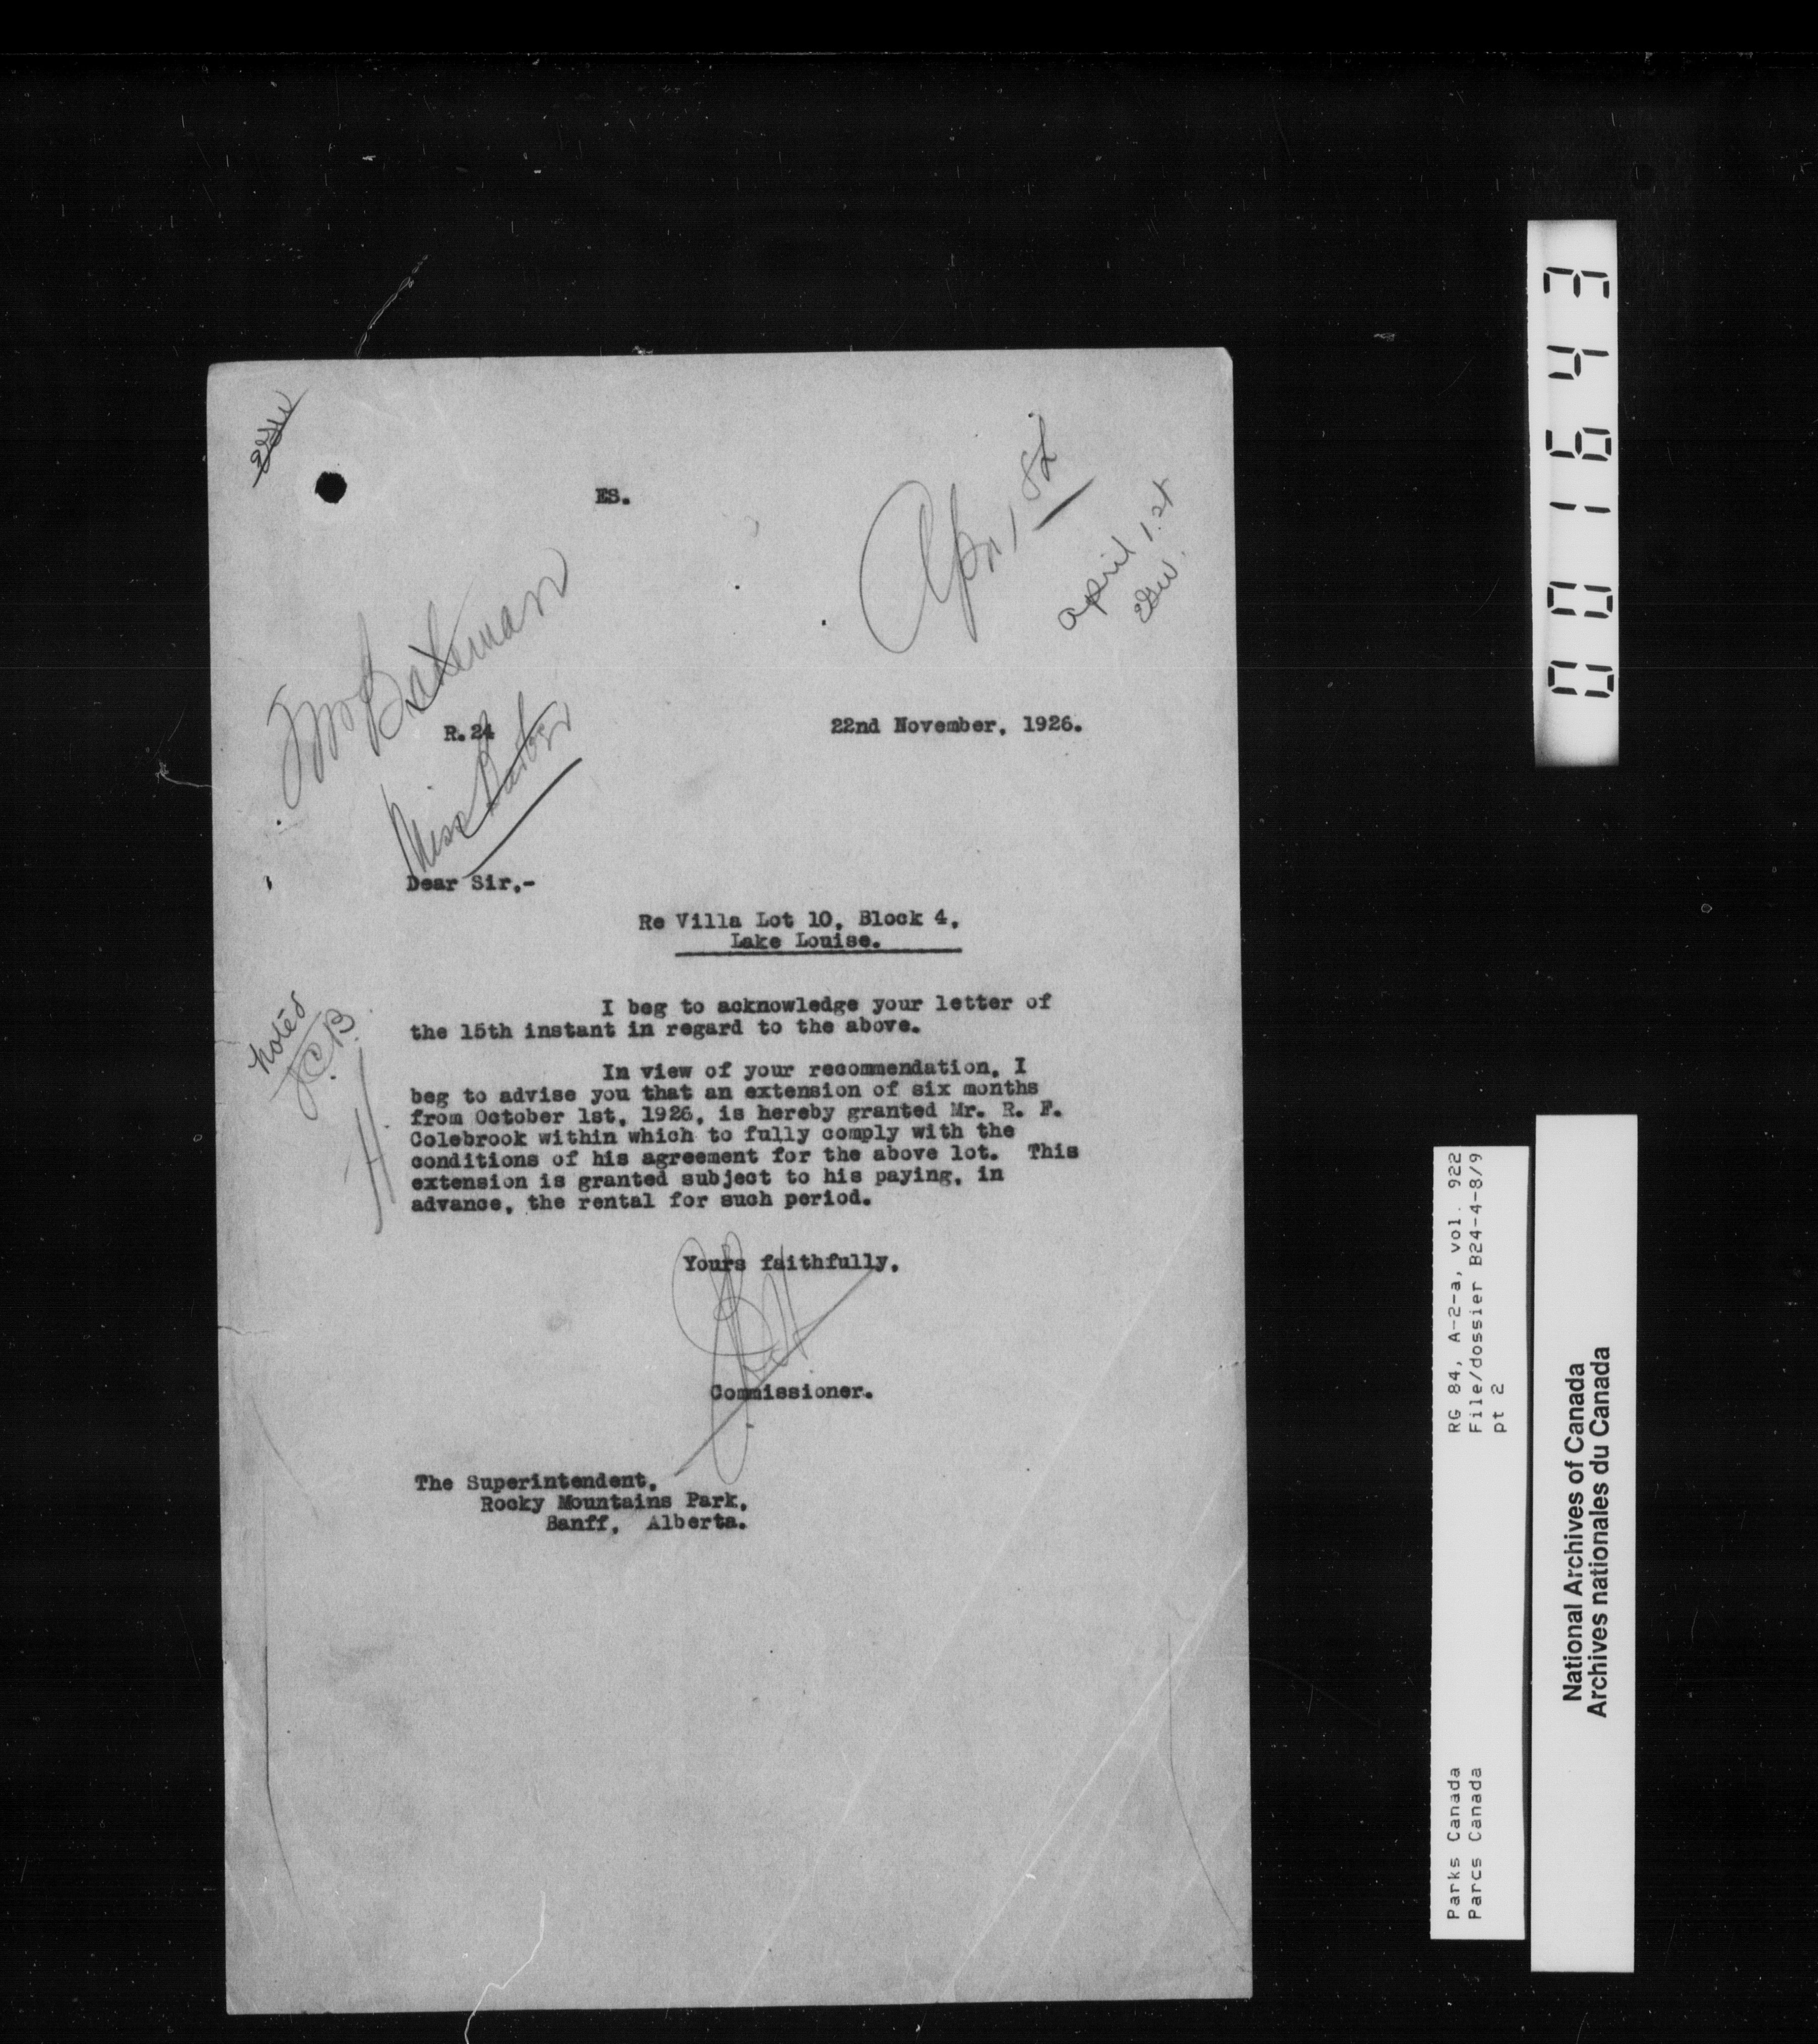 EGW
ES.
April 1st
EGW.
Mr Bateman
R.24
22nd November, 1926.
Miss
Dear Sir,-
Re Villa Lot 10, Block 4,
Lake Louise.
noted
J.C.B.
I beg to acknowledge your letter of
the 15th instant in regard to the above.
In view of your recommendation, I
beg to advise you that an extension of six months
from October 1st, 1926, is hereby granted Mr. R. F.
Colebrook within which to fully comply with the
conditions of his agreement for the above lot. This
extension is granted subject to his paying, in
advance, the rental for such period.
Yours faithfully,
Commissioner.
The Superintendent,
Rocky Mountains Park,
Banff, Alberta.
001643
RG 84, A-2-a, vol. 922
File/dossier B24-4-8/9
pt 2
Parks Canada
Parcs Canada
National Archives of Canada
Archives nationales du Canada